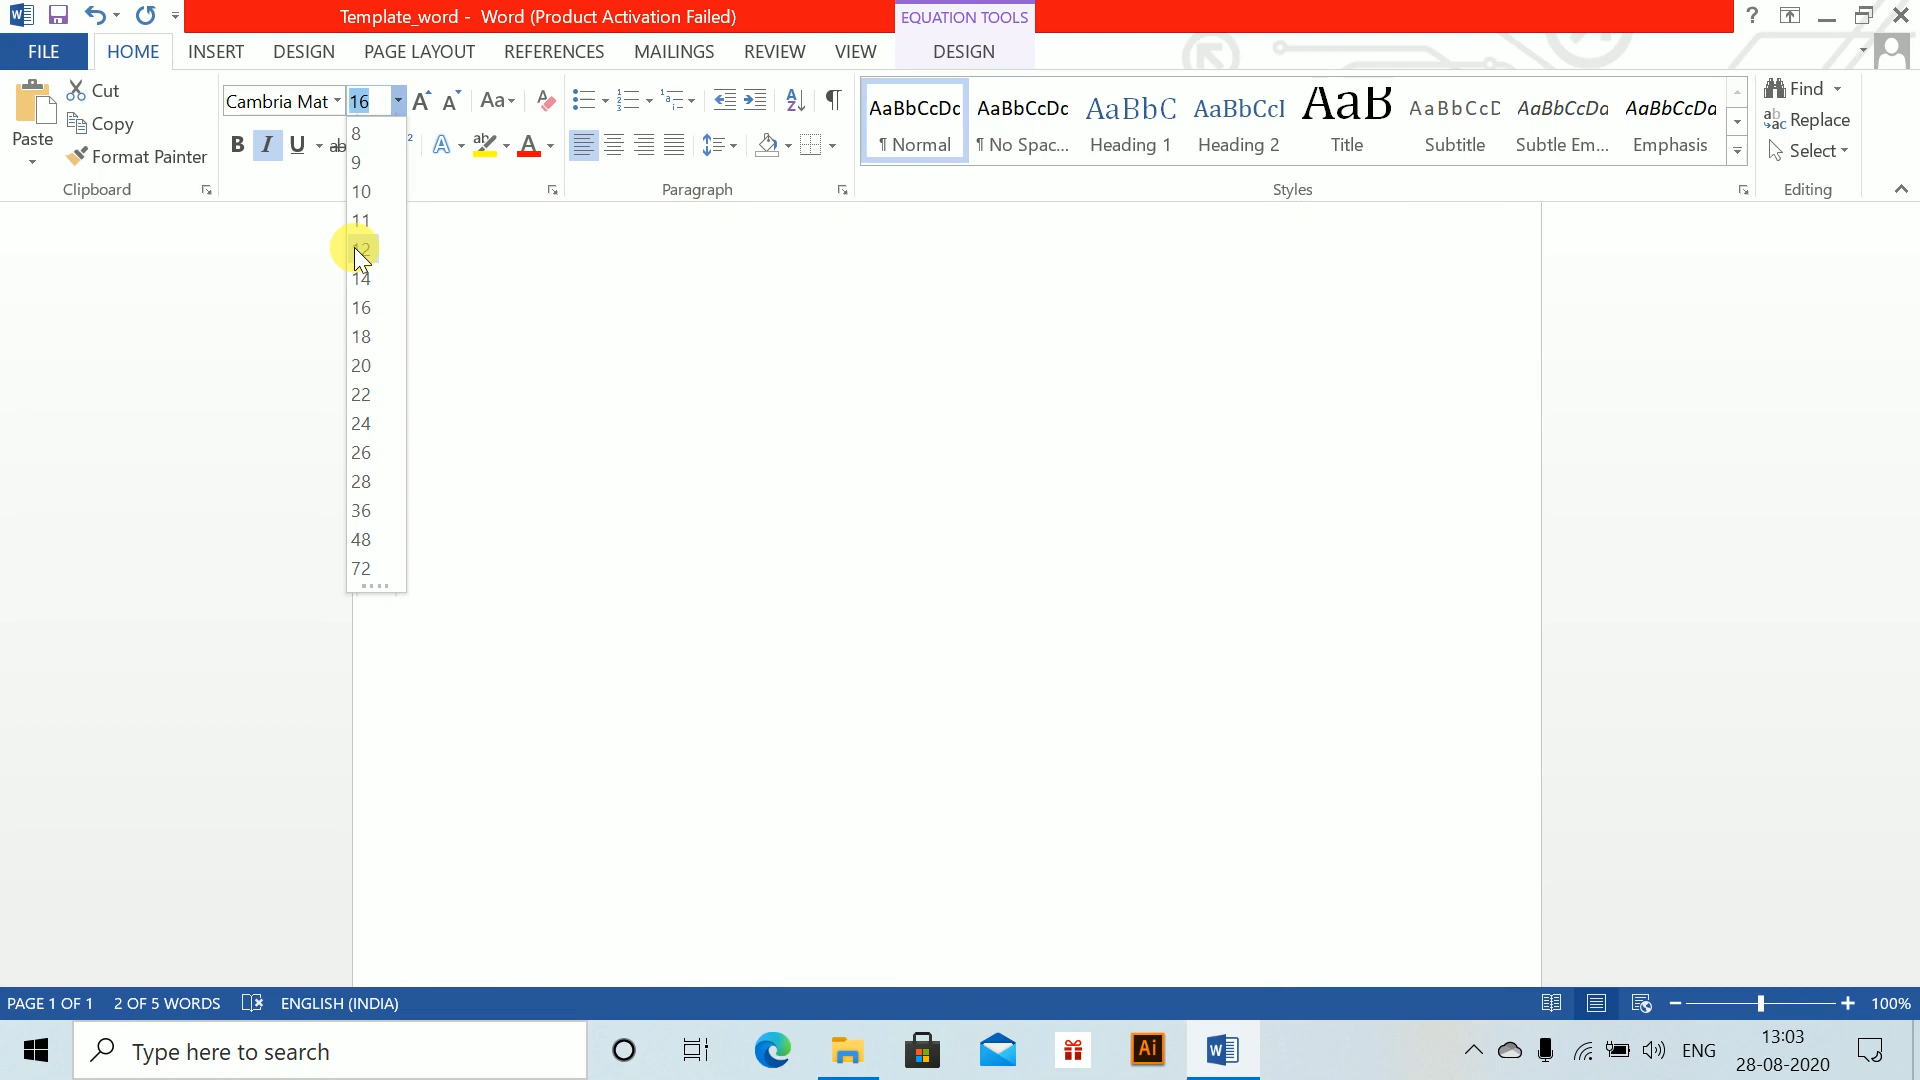 Template_word - Word (Product Activation Failed)
EQUATION TOOLS
?
FILE
HOME
INSERT
DESIGN
PAGE LAYOUT
REFERENCES
MAILINGS
REVIEW
VIEW
DESIGN
Paste
Cut
Copy
Format Painter
Clipboard
Cambria Mat
16
Aa
Paragraph
AaBbCcDc
¶ Normal
AaBbCcDc
¶ No Spac...
AaBbC
Heading 1
AaBbCcI
Heading 2
AaB
Title
AaBbCcD
Subtitle
AaBbCcDa
Subtle Em...
AaBbCcDa
Emphasis
Styles
Find
Replace
Select
Editing
8
9
10
11
12
14
16
18
20
22
24
26
28
36
48
72
PAGE 1 OF 1
2 OF 5 WORDS
ENGLISH (INDIA)
100%
Type here to search
Ai
ENG
13:03
28-08-2020